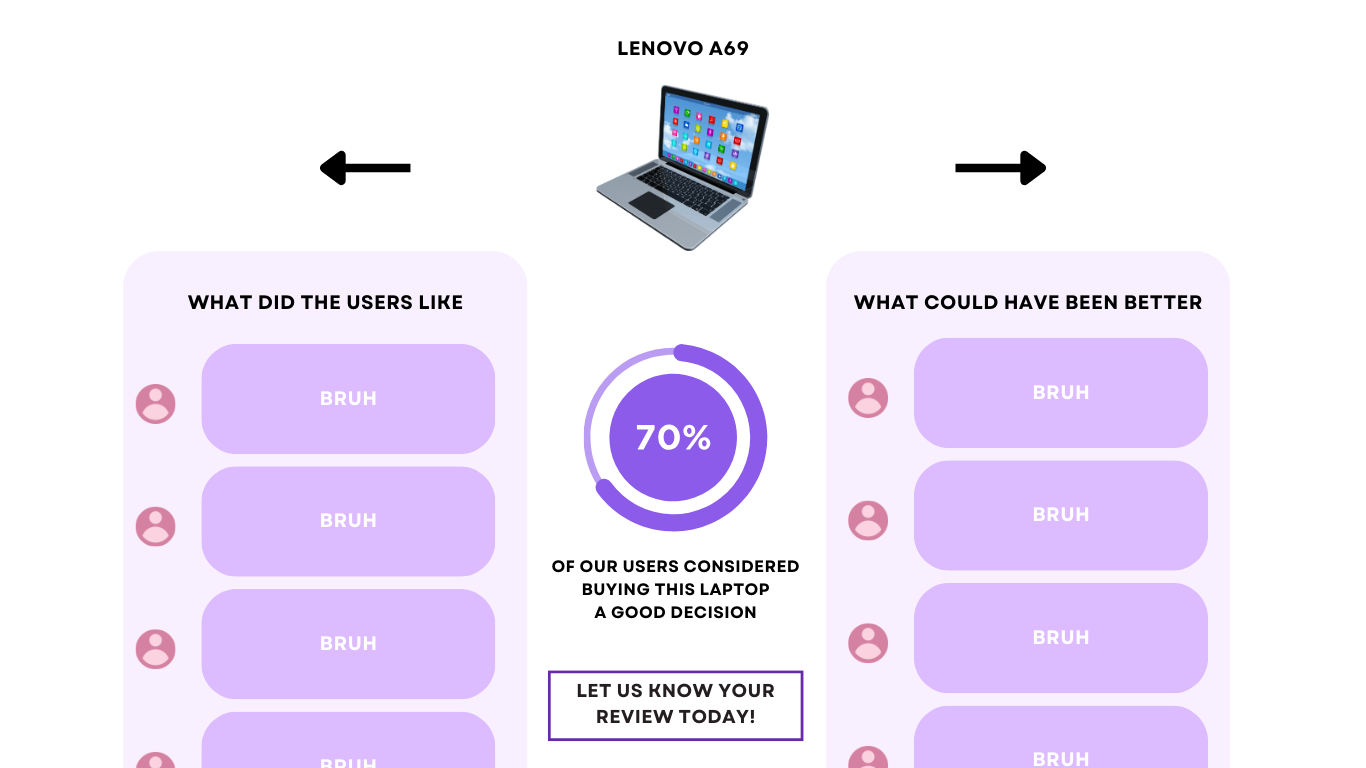 LENOVO A69
WHAT DID THE USERS LIKE
BRUH
BRUH
BRUH
BRUH
70%
OF OUR USERS CONSIDERED
BUYING THIS LAPTOP
A GOOD DECISION
LET US KNOW YOUR
REVIEW TODAY!
WHAT COULD HAVE BEEN BETTER
BRUH
BRUH
BRUH
BRUH